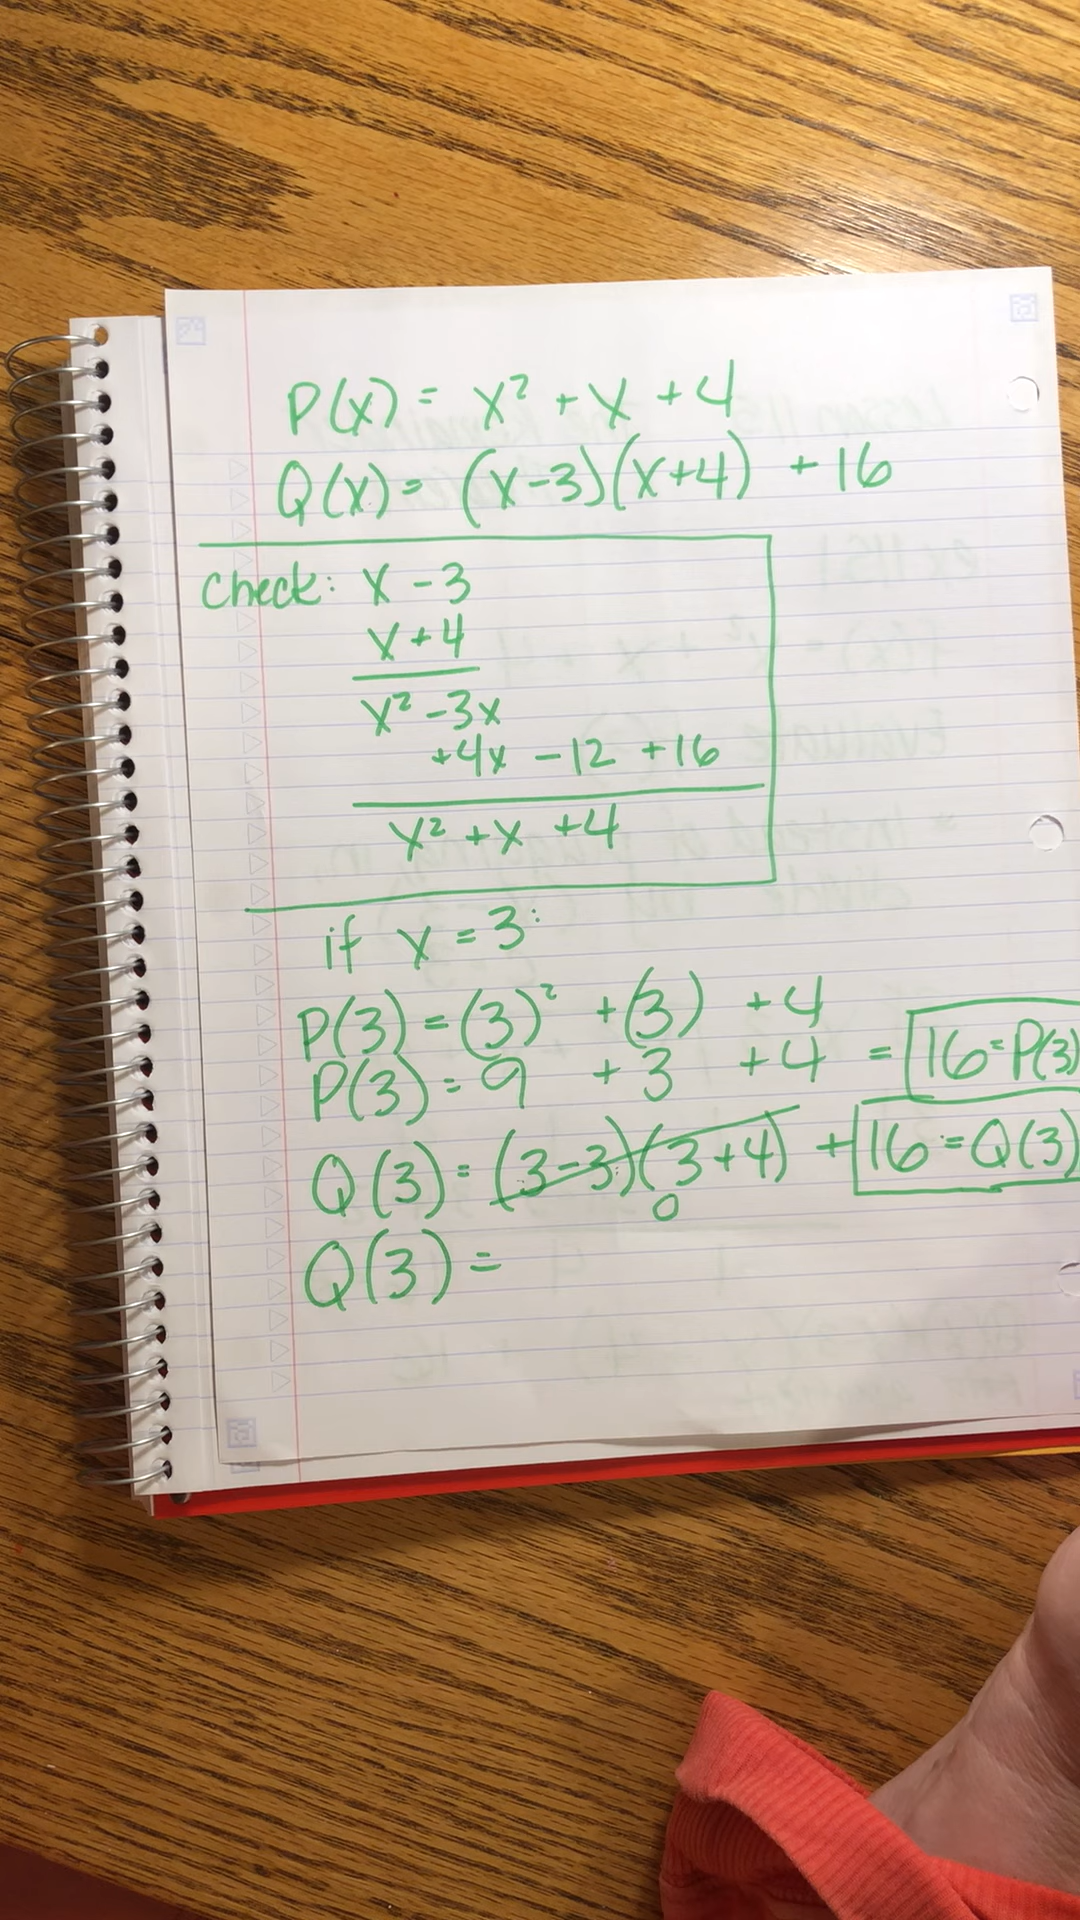 P(x) = x² + x + 4
Q(x) = (x-3)(x+4) + 16
Check: x - 3
x + 4
x² - 3x
+4x - 12 + 16
x² + x + 4
if x = 3:
P(3) = (3)² + (3) + 4
P(3) = 9 + 3 + 4 = 16 = P(3)
Q(3) = (3-3)(3+4) + 16 = Q(3)
0
Q(3) =